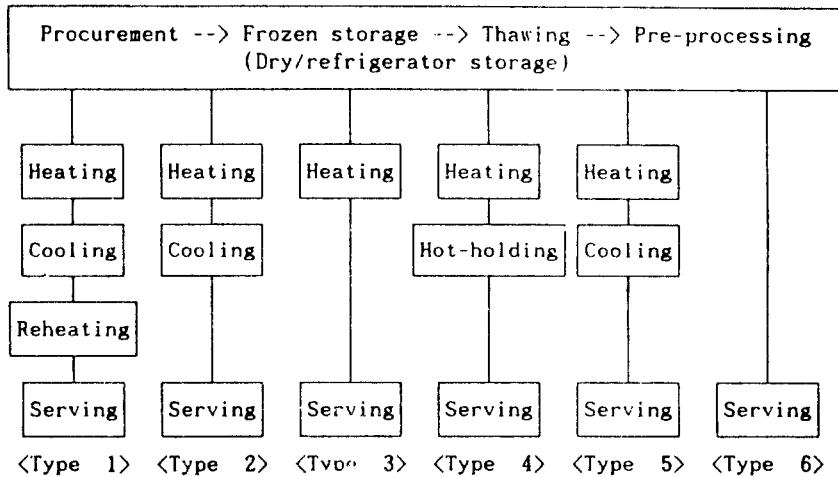 Procurement --> Frozen storage --> Thawing --> Pre-processing
(Dry/refrigerator storage)
Heating Heating Heating Heating Heating
Cooling Cooling Hot-holding Cooling
Reheating
Serving Serving Serving Serving Serving Serving
<Type 1> <Type 2> <Type 3> <Type 4> <Type 5> <Type 6>